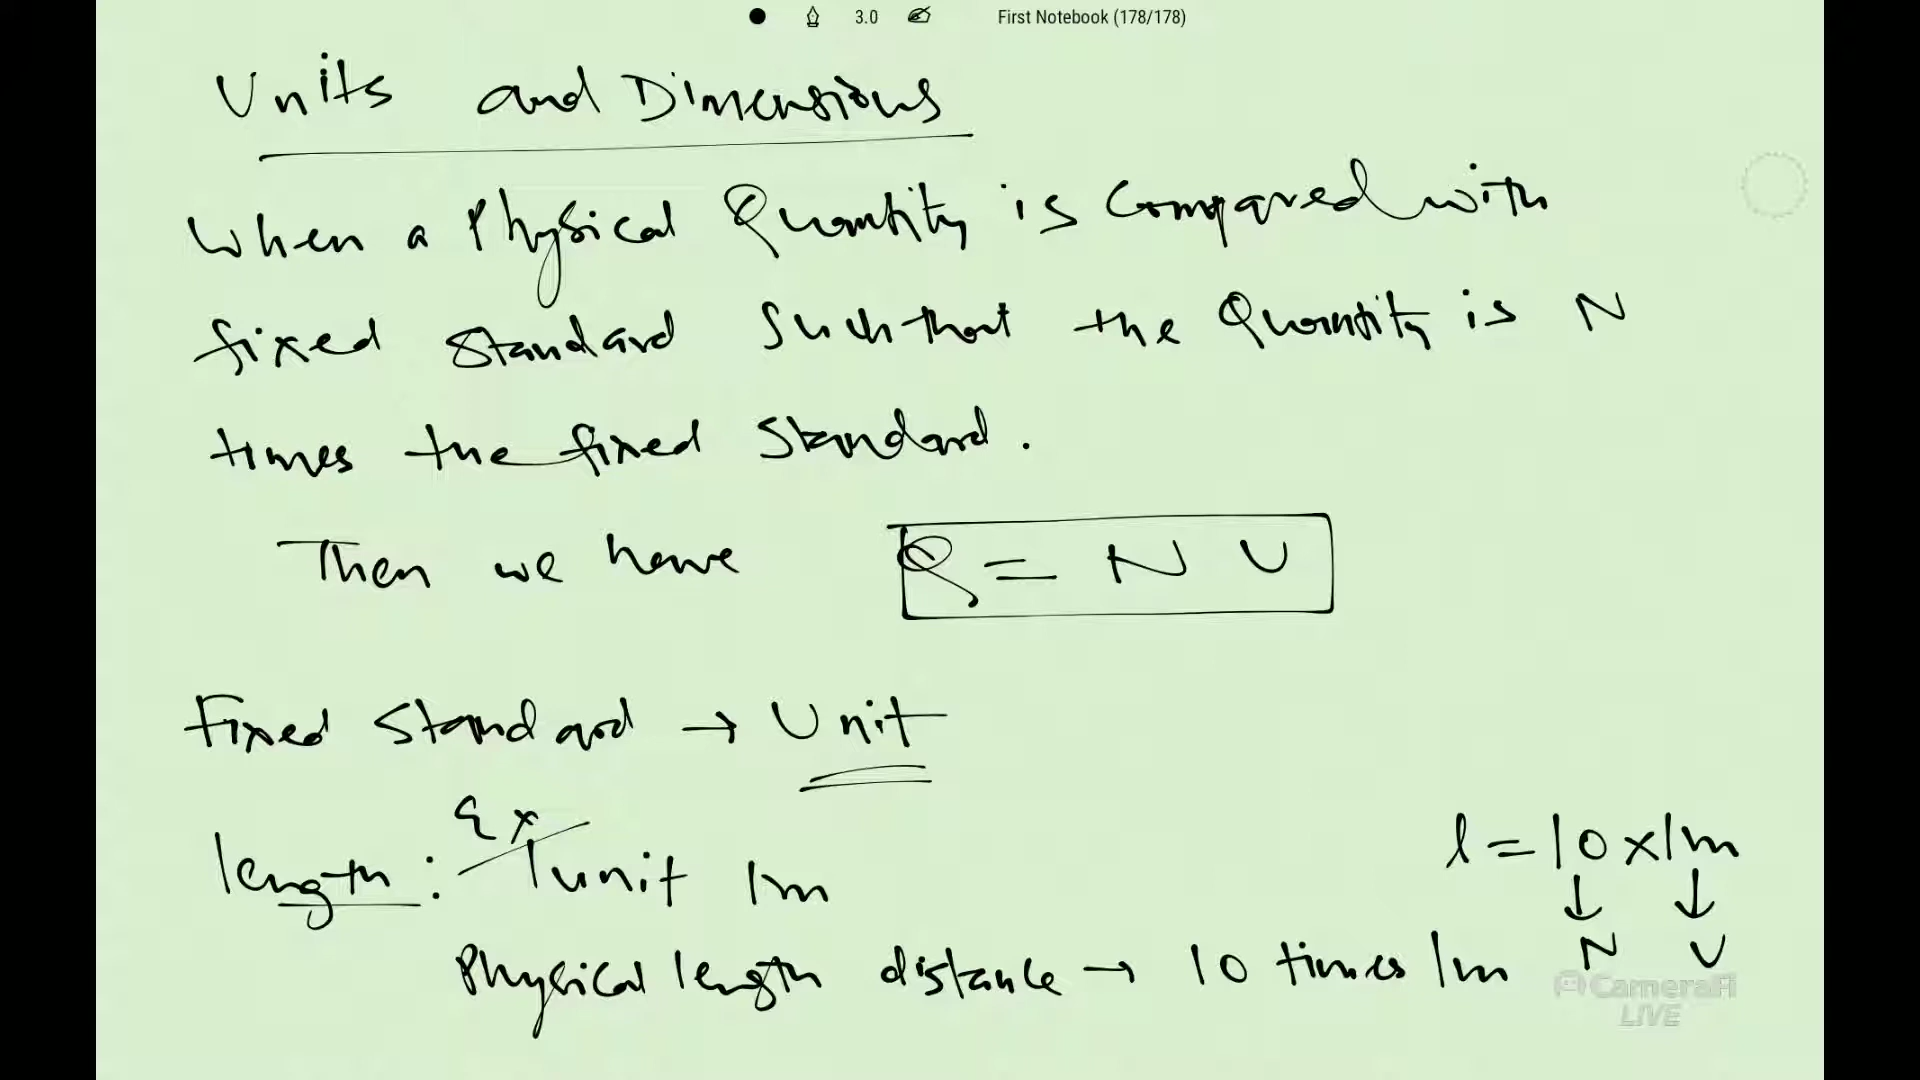 3.0 First Notebook (178/178)
Units and Dimensions
When a Physical Quantity is Compared with
fixed standard Such that the Quantity is N
times the fixed Standard.
Then we have Q = N U
Fixed Standard → Unit
Ex
length: 1unit 1m
l = 10 x 1m
↓ ↓
N U
Physical length distance → 10 times 1m
CameraFi
LIVE